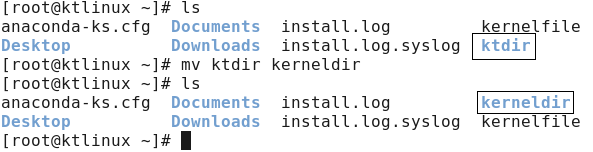 [root@ktlinux ~]# ls
anaconda-ks.cfg Documents install.log kernelfile
Desktop Downloads install.log.syslog ktdir
[root@ktlinux ~]# mv ktdir kerneldir
[root@ktlinux ~]# ls
anaconda-ks.cfg Documents install.log kerneldir
Desktop Downloads install.log.syslog kernelfile
[root@ktlinux ~]#